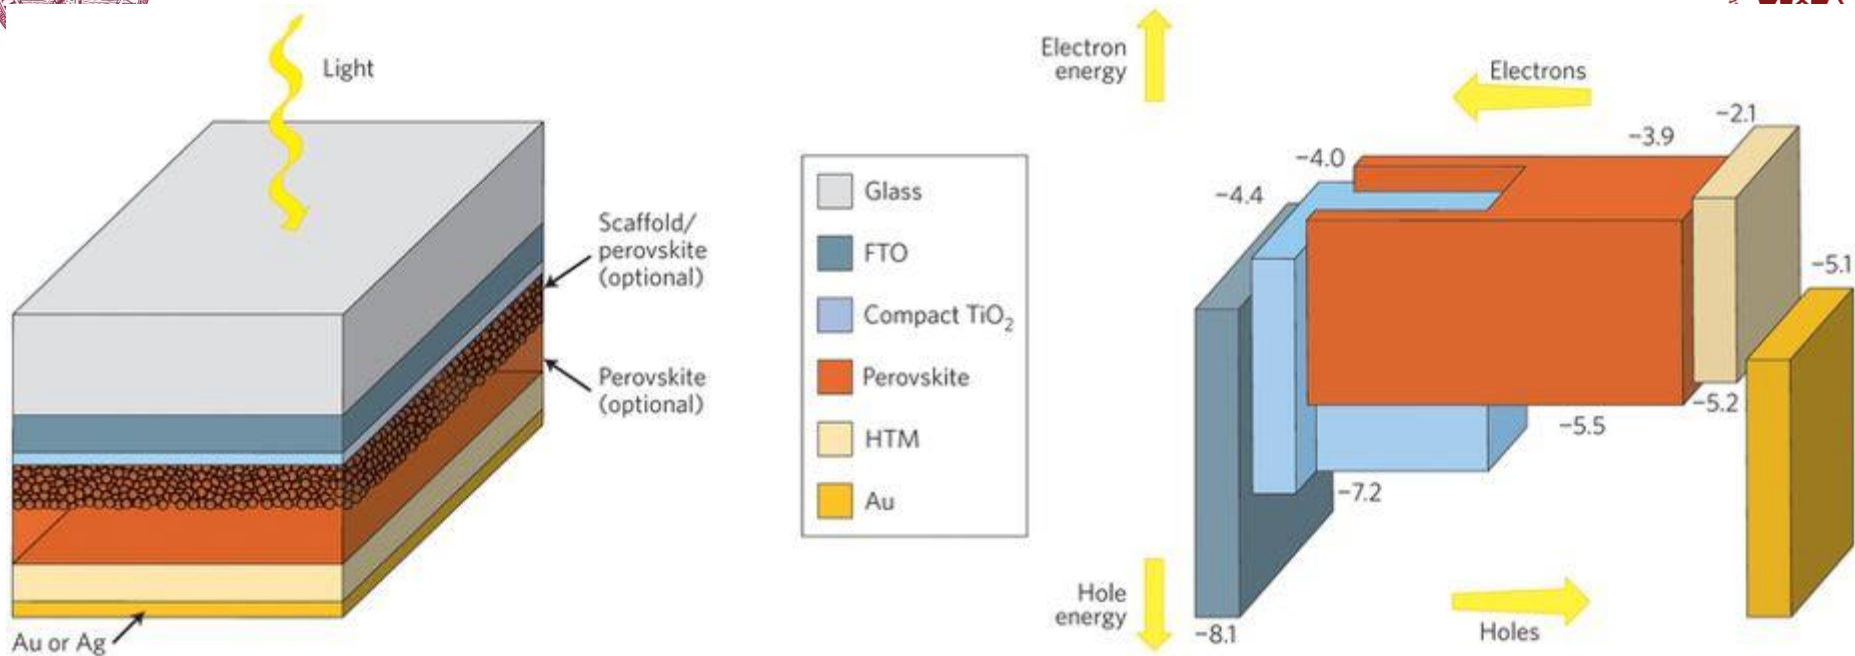 Light
Scaffold/
perovskite
(optional)
Perovskite
(optional)
Au or Ag
Glass
FTO
Compact TiO₂
Perovskite
HTM
Au
Electron
energy
Electrons
−2.1
−3.9
−4.0
−4.4
−5.1
−5.2
−5.5
−7.2
Hole
energy
Holes
−8.1